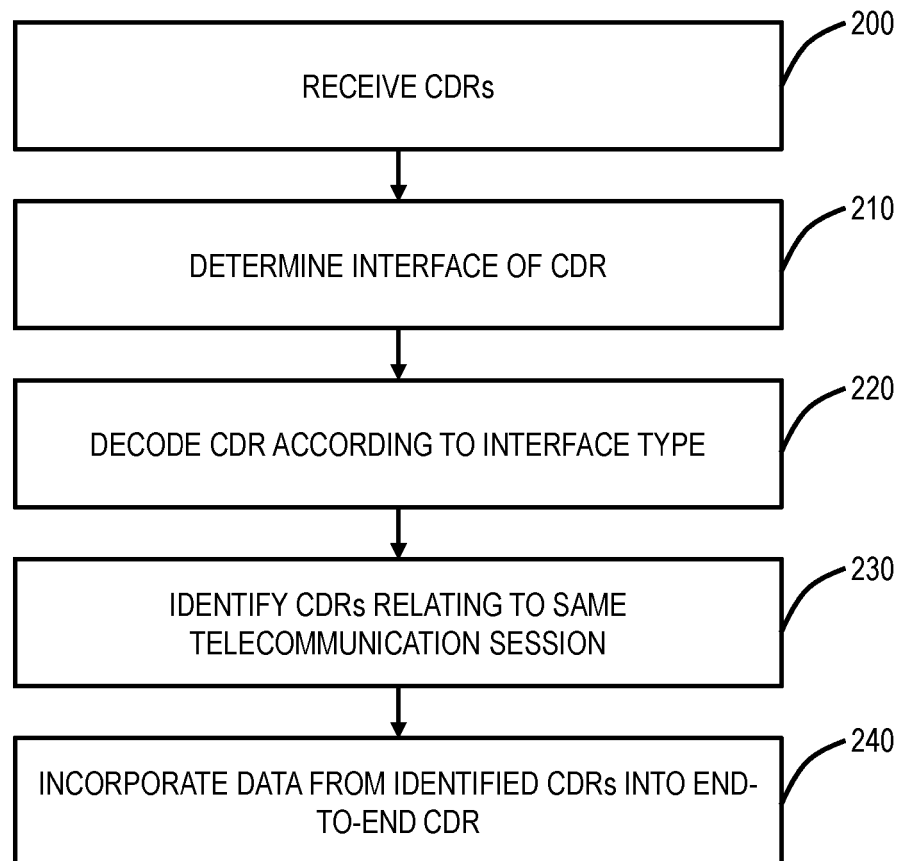 200
RECEIVE CDRs
210
DETERMINE INTERFACE OF CDR
220
DECODE CDR ACCORDING TO INTERFACE TYPE
230
IDENTIFY CDRs RELATING TO SAME
TELECOMMUNICATION SESSION
240
INCORPORATE DATA FROM IDENTIFIED CDRs INTO END-
TO-END CDR